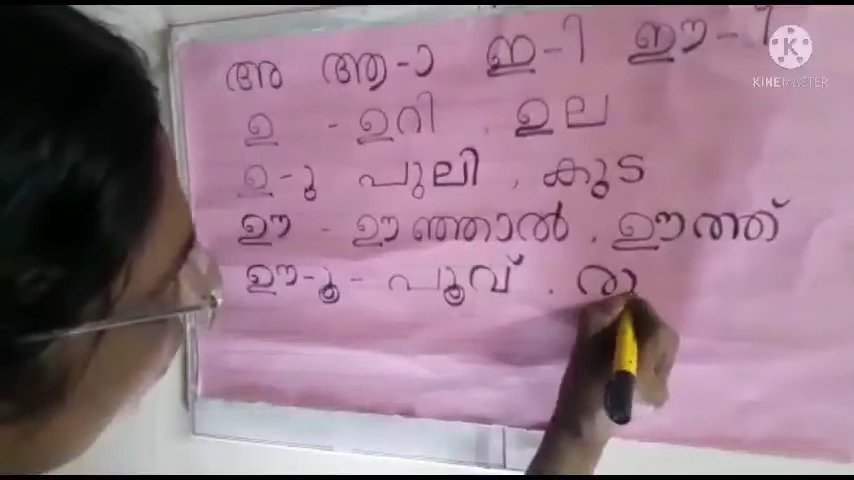 അ ആ-ാ ഇ-ി ഈ-ീ
ഉ - ഉറി . ഉല
ഉ-ു പുലി , കുട
ഊ - ഊഞ്ഞാൽ . ഊത്ത്
ഊ-ൂ- പൂവ് . രു
K
KINEMASTER